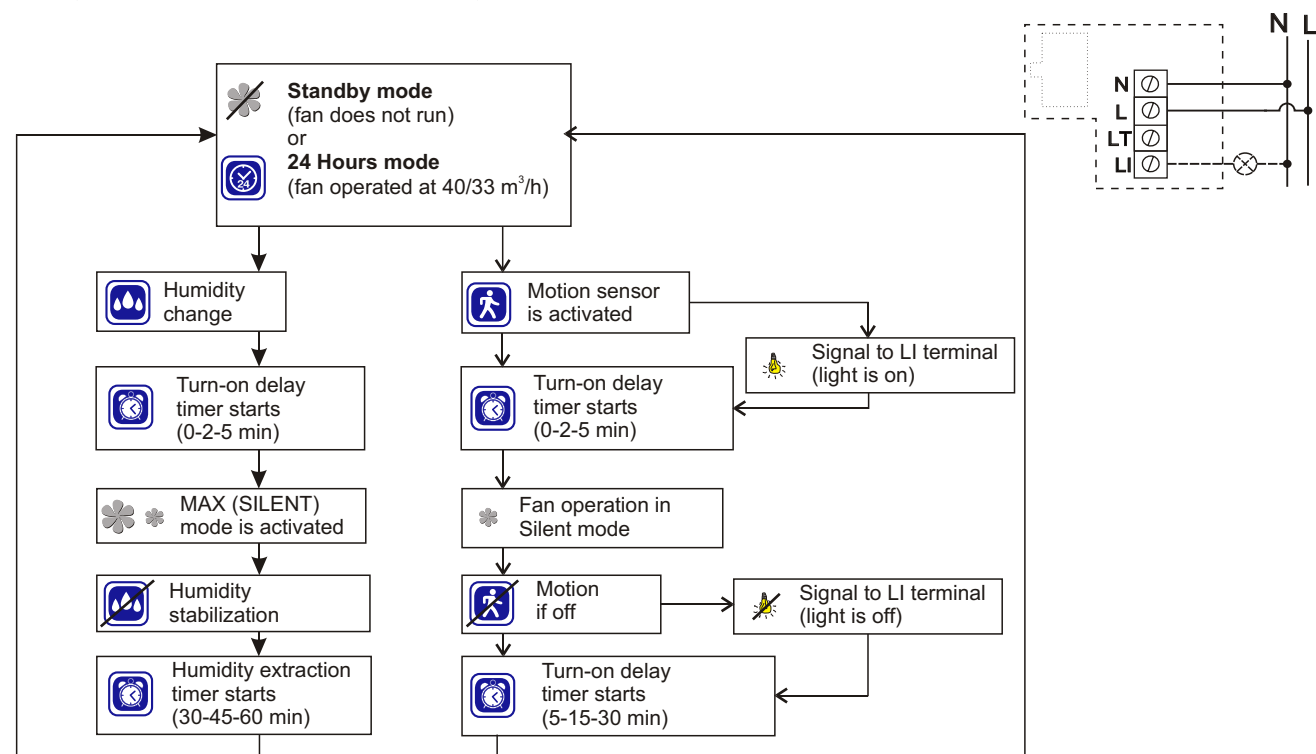 Standby mode
(fan does not run)
or
24 Hours mode
(fan operated at 40/33 m³/h)
24
N L
N
L
LT
LI
Humidity
change
Turn-on delay
timer starts
(0-2-5 min)
MAX (SILENT)
mode is activated
Humidity
stabilization
Humidity extraction
timer starts
(30-45-60 min)
Motion sensor
is activated
Signal to LI terminal
(light is on)
Turn-on delay
timer starts
(0-2-5 min)
Fan operation in
Silent mode
Motion
if off
Signal to LI terminal
(light is off)
Turn-on delay
timer starts
(5-15-30 min)